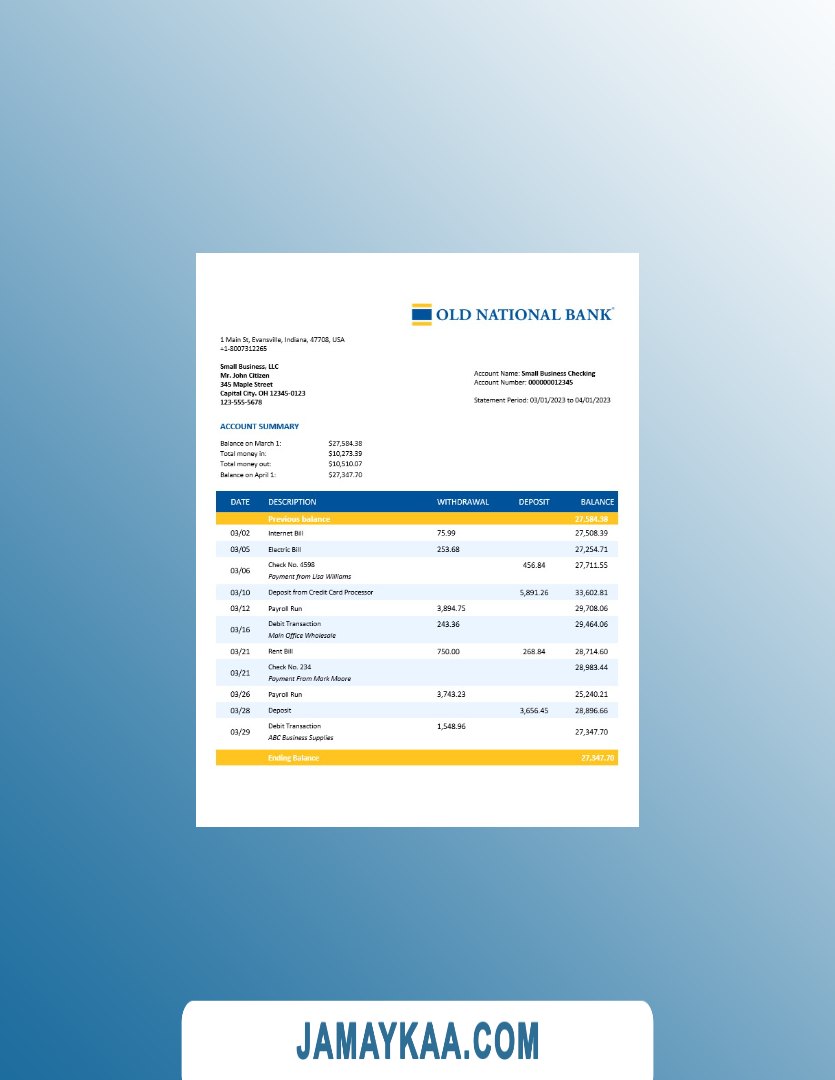 OLD NATIONAL BANK
1 Main St, Evansville, Indiana, 47708, USA
+1-8007312265
Small Business, LLC
Mr. John Citizen
345 Maple Street
Capital City, OH 12345-0123
123-555-5678
Account Name: Small Business Checking
Account Number: 000000012345
Statement Period: 03/01/2023 to 04/01/2023
ACCOUNT SUMMARY
Balance on March 1: $27,584.38
Total money in: $10,273.39
Total money out: $10,510.07
Balance on April 1: $27,347.70
DATE DESCRIPTION WITHDRAWAL DEPOSIT BALANCE
Previous balance 27,584.38
03/02 Internet Bill 75.99 27,508.39
03/05 Electric Bill 253.68 27,254.71
03/06 Check No. 4598 456.84 27,711.55
Payment from Lisa Williams
03/10 Deposit from Credit Card Processor 5,891.26 33,602.81
03/12 Payroll Run 3,894.75 29,708.06
03/16 Debit Transaction 243.36 29,464.06
Main Office Wholesale
03/21 Rent Bill 750.00 268.84 28,714.60
03/21 Check No. 234 28,983.44
Payment From Mark Moore
03/26 Payroll Run 3,743.23 25,240.21
03/28 Deposit 3,656.45 28,896.66
03/29 Debit Transaction 1,548.96 27,347.70
ABC Business Supplies
Ending Balance 27,347.70
JAMAYKAA.COM